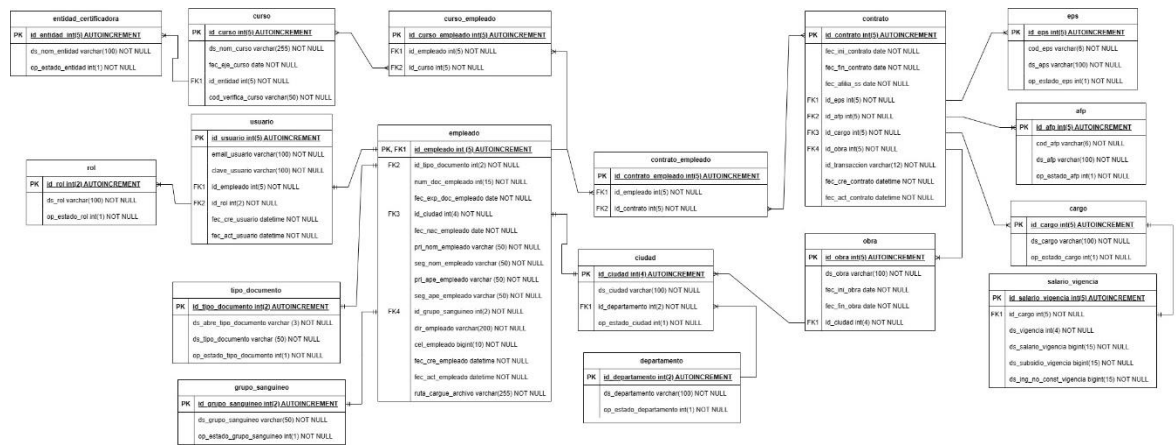 entidad_certificadora
PK id_entidad int(5) AUTOINCREMENT
ds_nom_entidad varchar(100) NOT NULL
op_estado_entidad int(1) NOT NULL
curso
PK id_curso int(5) AUTOINCREMENT
ds_nom_curso varchar(255) NOT NULL
fec_eje_curso date NOT NULL
FK1 id_entidad int(5) NOT NULL
cod_verifica_curso varchar(50) NOT NULL
curso_empleado
PK id_curso_empleado int(5) AUTOINCREMENT
FK1 id_empleado int(5) NOT NULL
FK2 id_curso int(5) NOT NULL
contrato
PK id_contrato int(5) AUTOINCREMENT
fec_ini_contrato date NOT NULL
fec_fin_contrato date NOT NULL
fec_afilia_ss date NOT NULL
FK1 id_eps int(5) NOT NULL
FK2 id_afp int(5) NOT NULL
FK3 id_cargo int(5) NOT NULL
FK4 id_obra int(5) NOT NULL
id_transaccion varchar(12) NOT NULL
fec_cre_contrato datetime NOT NULL
fec_act_contrato datetime NOT NULL
eps
PK id_eps int(5) AUTOINCREMENT
cod_eps varchar(6) NOT NULL
ds_eps varchar(100) NOT NULL
op_estado_eps int(1) NOT NULL
usuario
PK id_usuario int(5) AUTOINCREMENT
email_usuario varchar(100) NOT NULL
clave_usuario varchar(100) NOT NULL
FK1 id_empleado int(5) NOT NULL
FK2 id_rol int(2) NOT NULL
fec_cre_usuario datetime NOT NULL
fec_act_usuario datetime NOT NULL
rol
PK id_rol int(2) AUTOINCREMENT
ds_rol varchar(100) NOT NULL
op_estado_rol int(1) NOT NULL
empleado
PK, FK1 id_empleado int (5) AUTOINCREMENT
FK2 id_tipo_documento int(2) NOT NULL
num_doc_empleado int(15) NOT NULL
fec_exp_doc_empleado date NOT NULL
FK3 id_ciudad int(4) NOT NULL
fec_nac_empleado date NOT NULL
pri_nom_empleado varchar (50) NOT NULL
seg_nom_empleado varchar (50) NOT NULL
pri_ape_empleado varchar (50) NOT NULL
seg_ape_empleado varchar (50) NOT NULL
FK4 id_grupo_sanguineo int(2) NOT NULL
dir_empleado varchar(200) NOT NULL
cel_empleado bigint(10) NOT NULL
fec_cre_empleado datetime NOT NULL
fec_act_empleado datetime NOT NULL
ruta_cargue_archivo varchar(255) NOT NULL
contrato_empleado
PK id_contrato_empleado int(5) AUTOINCREMENT
FK1 id_empleado int(5) NOT NULL
FK2 id_contrato int(5) NOT NULL
afp
PK id_afp int(5) AUTOINCREMENT
cod_afp varchar(6) NOT NULL
ds_afp varchar(100) NOT NULL
op_estado_afp int(1) NOT NULL
cargo
PK id_cargo int(5) AUTOINCREMENT
ds_cargo varchar(100) NOT NULL
op_estado_cargo int(1) NOT NULL
obra
PK id_obra int(5) AUTOINCREMENT
ds_obra varchar(100) NOT NULL
fec_ini_obra date NOT NULL
fec_fin_obra date NOT NULL
FK1 id_ciudad int(4) NOT NULL
ciudad
PK id_ciudad int(4) AUTOINCREMENT
ds_ciudad varchar(100) NOT NULL
FK1 id_departamento int(2) NOT NULL
op_estado_ciudad int(1) NOT NULL
salario_vigencia
PK id_salario_vigencia int(5) AUTOINCREMENT
FK1 id_cargo int(5) NOT NULL
ds_vigencia int(4) NOT NULL
ds_salario_vigencia bigint(15) NOT NULL
ds_subsidio_vigencia bigint(15) NOT NULL
ds_ing_no_const_vigencia bigint(15) NOT NULL
tipo_documento
PK id_tipo_documento int(2) AUTOINCREMENT
ds_abre_tipo_documento varchar (3) NOT NULL
ds_tipo_documento varchar (50) NOT NULL
op_estado_tipo_documento int(1) NOT NULL
departamento
PK id_departamento int(2) AUTOINCREMENT
ds_departamento varchar(100) NOT NULL
op_estado_departamento int(1) NOT NULL
grupo_sanguineo
PK id_grupo_sanguineo int(2) AUTOINCREMENT
ds_grupo_sanguineo varchar(50) NOT NULL
op_estado_grupo_sanguineo int(1) NOT NULL